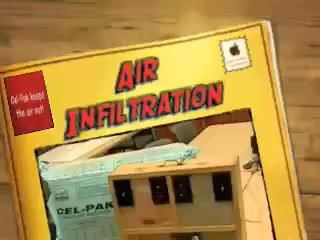 Cel-Pak keeps
the air out!
AIR
INFILTRATION
CEL-PAK